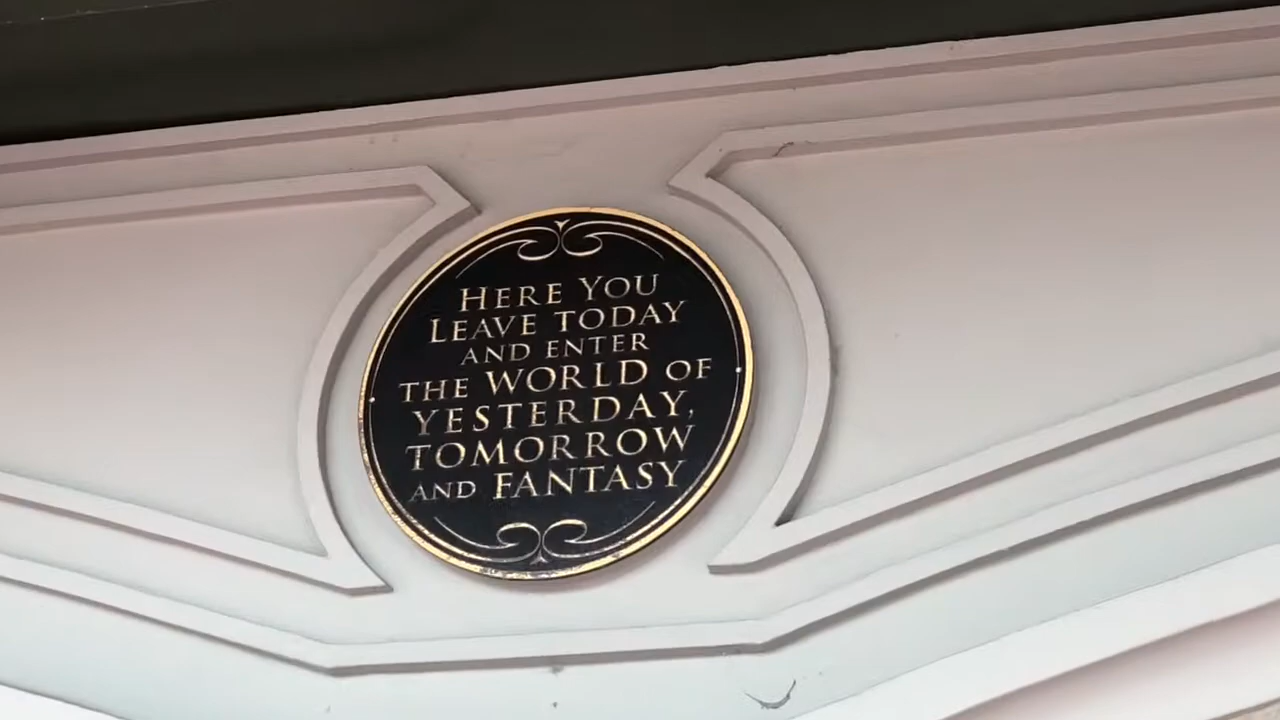 HERE YOU
LEAVE TODAY
AND ENTER
THE WORLD OF
YESTERDAY,
TOMORROW
AND FANTASY